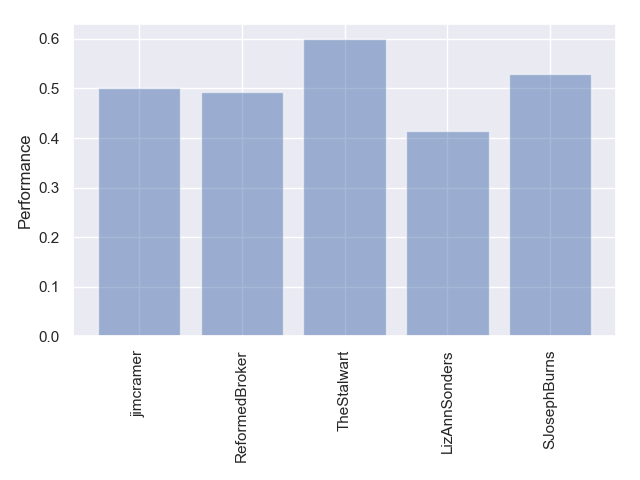 0.6
0.5
0.4
0.3
0.2
0.1
0.0
Performance
jimcramer
ReformedBroker
TheStalwart
LizAnnSonders
SJosephBurns